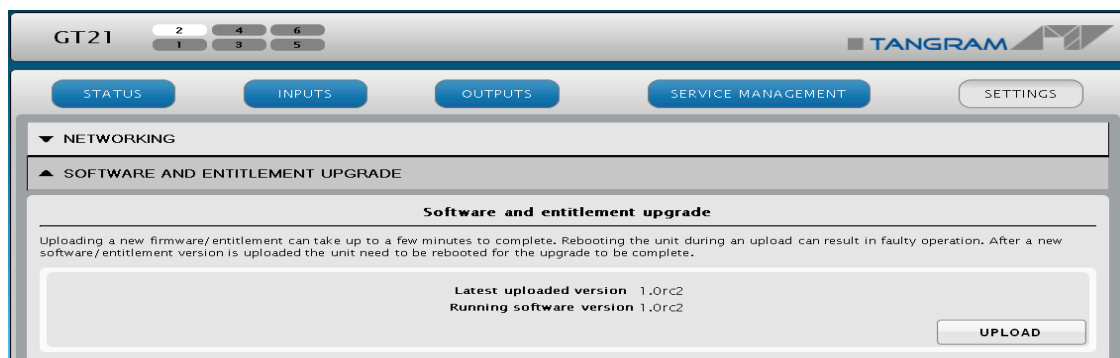 GT21
2 4 6
1 3 5
TANGRAM
STATUS INPUTS OUTPUTS SERVICE MANAGEMENT SETTINGS
NETWORKING
SOFTWARE AND ENTITLEMENT UPGRADE
Software and entitlement upgrade
Uploading a new firmware/entitlement can take up to a few minutes to complete. Rebooting the unit during an upload can result in faulty operation. After a new
software/entitlement version is uploaded the unit need to be rebooted for the upgrade to be complete.
Latest uploaded version 1.0rc2
Running software version 1.0rc2
UPLOAD